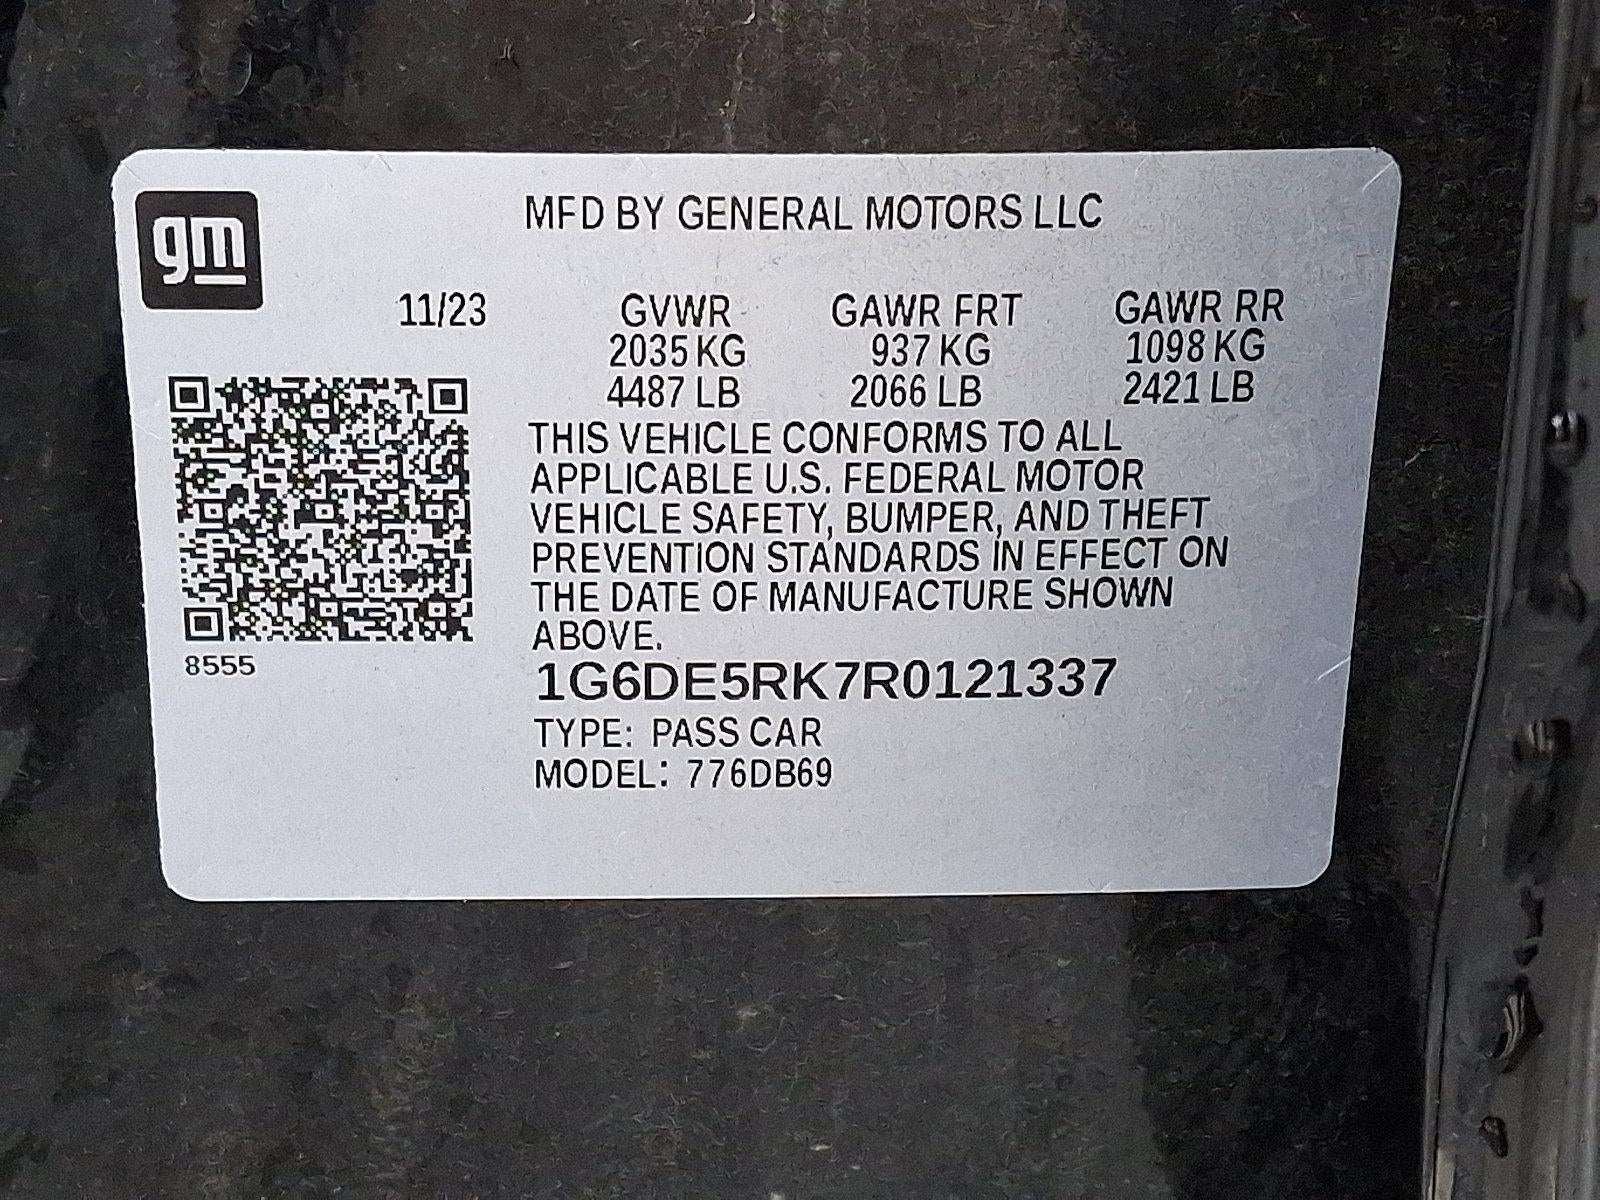 gm
MFD BY GENERAL MOTORS LLC
11/23 GVWR GAWR FRT GAWR RR
2035 KG 937 KG 1098 KG
4487 LB 2066 LB 2421 LB
THIS VEHICLE CONFORMS TO ALL
APPLICABLE U.S. FEDERAL MOTOR
VEHICLE SAFETY, BUMPER, AND THEFT
PREVENTION STANDARDS IN EFFECT ON
THE DATE OF MANUFACTURE SHOWN
ABOVE.
8555
1G6DE5RK7R0121337
TYPE: PASS CAR
MODEL: 776DB69